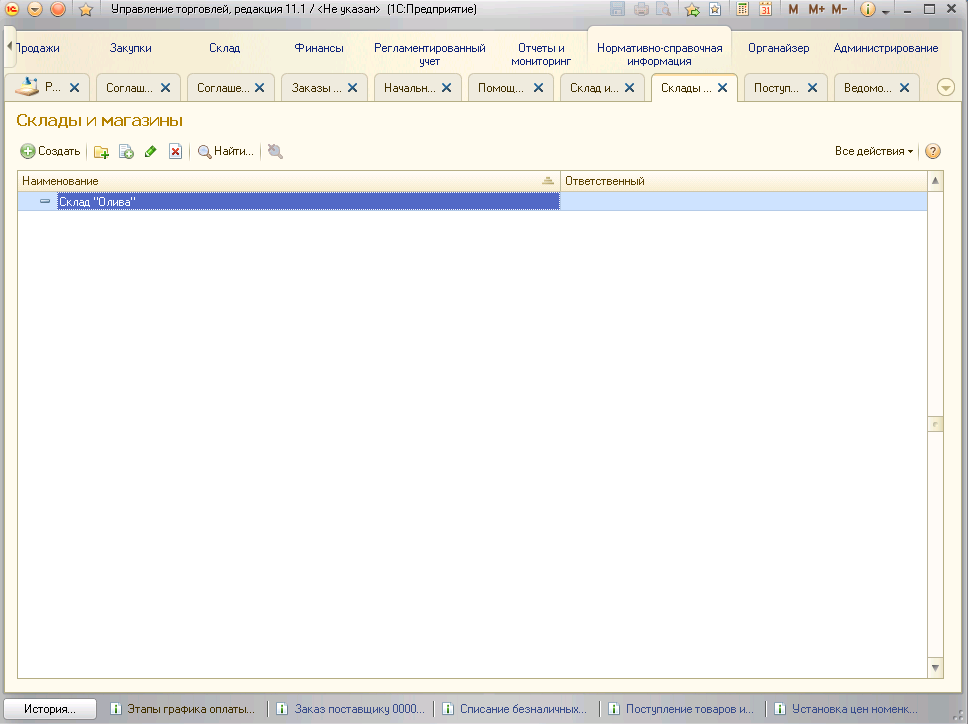 Управление торговлей, редакция 11.1 / <Не указан> (1С:Предприятие)
M M+ M-
Продажи Закупки Склад Финансы Регламентированный учет Отчеты и мониторинг Нормативно-справочная информация Органайзер Администрирование
Р... Соглаш... Соглаше... Заказы ... Начальн... Помощ... Склад и... Склады ... Поступ... Ведомо...
Склады и магазины
Создать Найти... Все действия
Наименование Ответственный
Склад "Олива"
История... Этапы графика оплаты... Заказ поставщику 0000... Списание безналичных... Поступление товаров и... Установка цен номенк...